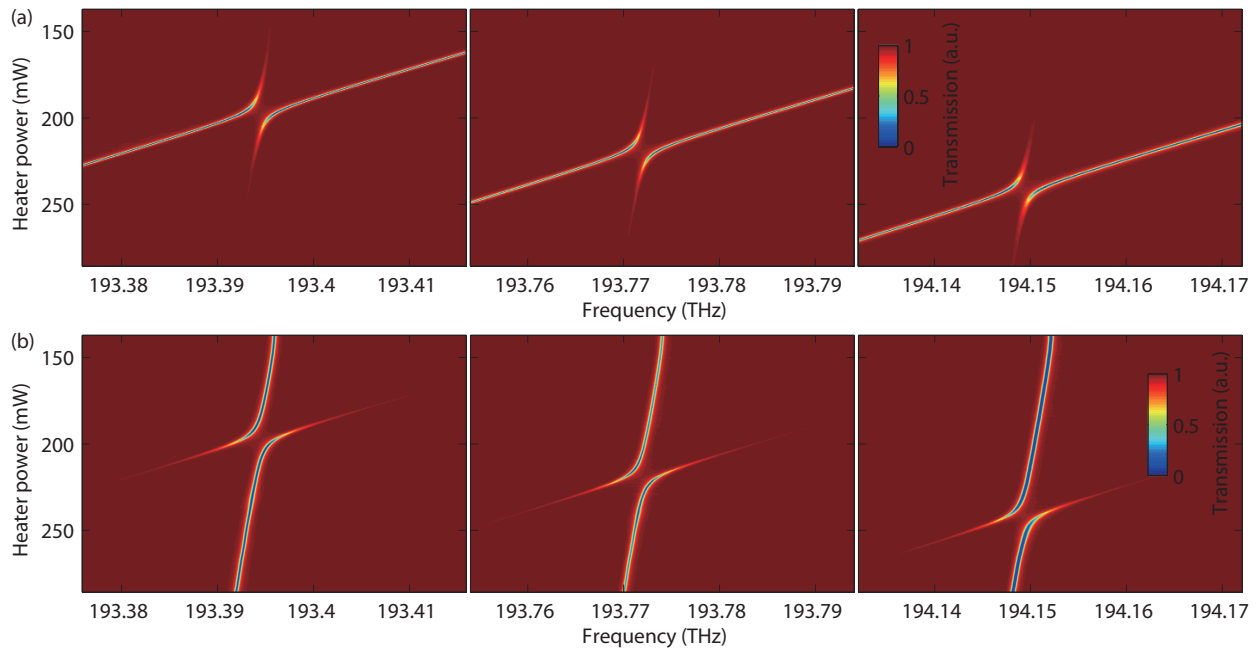 (a)
Heater power (mW)
150
200
250
1
0.5
0
Transmission (a.u.)
193.38 193.39 193.4 193.41 193.76 193.77 193.78 193.79 194.14 194.15 194.16 194.17
Frequency (THz)
(b)
Heater power (mW)
150
200
250
1
0.5
0
Transmission (a.u.)
193.38 193.39 193.4 193.41 193.76 193.77 193.78 193.79 194.14 194.15 194.16 194.17
Frequency (THz)